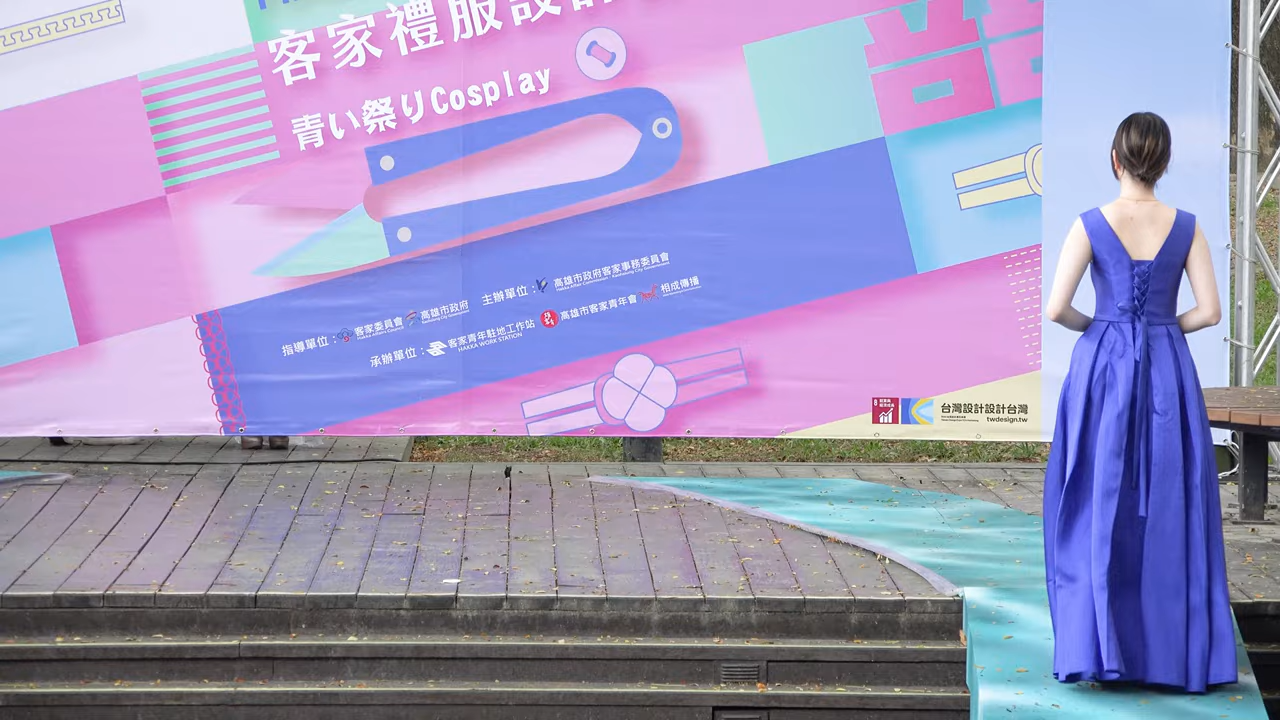 客家禮服設
青い祭りCosplay
指導單位：客家委員會 高雄市政府 主辦單位：高雄市政府客家事務委員會
承辦單位：客家青年駐地工作站 HAKKA WORK STATION 高雄市客家青年會 相成傳播
台灣設計設計台灣
twdesign.tw